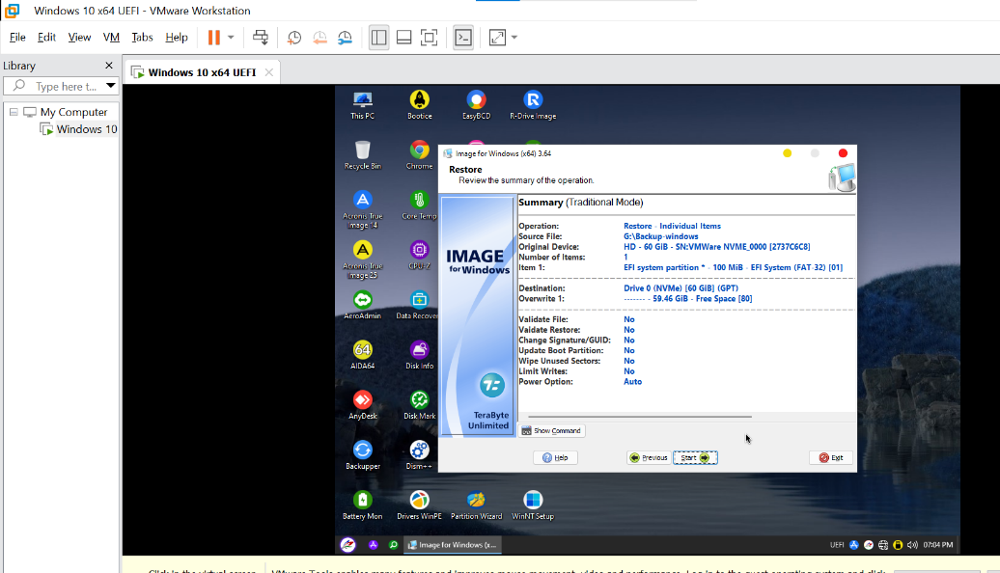 Windows 10 x64 UEFI - VMware Workstation
File Edit View VM Tabs Help
Library
Type here t...
My Computer
Windows 10
Windows 10 x64 UEFI
This PC
Bootice
EasyBCD
R-Drive Image
Recycle Bin
Chrome
Acronis True Image 14
Core Temp
Acronis True Image 25
CPU-Z
AeroAdmin
Data Recover
64
AIDA64
Disk Info
AnyDesk
Disk Mark
Backupper
Dism++
Battery Mon
Drivers WinPE
Partition Wizard
WinNT Setup
Image for Windows (x64) 3.64
Restore
Review the summary of the operation.
IMAGE
for Windows
TeraByte
Unlimited
Summary (Traditional Mode)
Operation: Restore - Individual Items
Source File: G:\Backup-windows
Original Device: HD - 60 GiB - SN:VMWare NVME_0000 [2737C6C8]
Number of Items: 1
Item 1: EFI system partition * - 100 MiB - EFI System (FAT-32) [01]
Destination: Drive 0 (NVMe) [60 GiB] (GPT)
Overwrite 1: ------- - 59.46 GiB - Free Space [80]
Validate File: No
Vaidate Restore: No
Change Signature/GUID: No
Update Boot Partition: No
Wipe Unused Sectors: No
Limit Writes: No
Power Option: Auto
Show Command
Help
Previous
Start
Exit
Image for Windows (x...
UEFI
07:04 PM